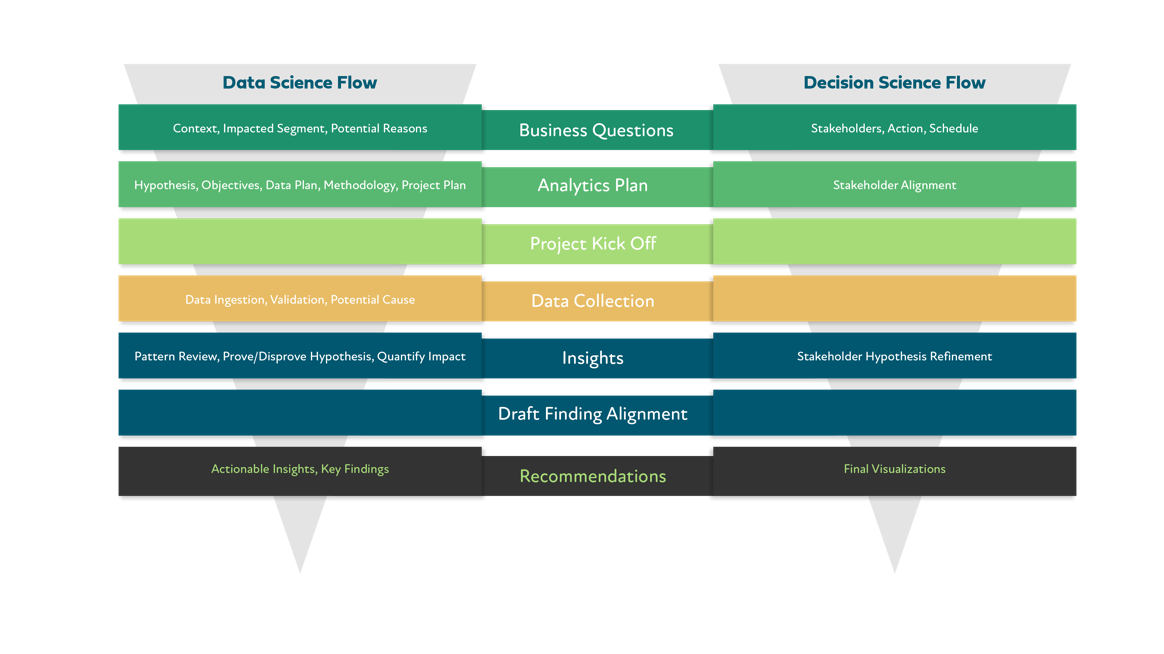 Data Science Flow
Decision Science Flow
Context, Impacted Segment, Potential Reasons
Business Questions
Stakeholders, Action, Schedule
Hypothesis, Objectives, Data Plan, Methodology, Project Plan
Analytics Plan
Stakeholder Alignment
Project Kick Off
Data Ingestion, Validation, Potential Cause
Data Collection
Pattern Review, Prove/Disprove Hypothesis, Quantify Impact
Insights
Stakeholder Hypothesis Refinement
Draft Finding Alignment
Actionable Insights, Key Findings
Recommendations
Final Visualizations